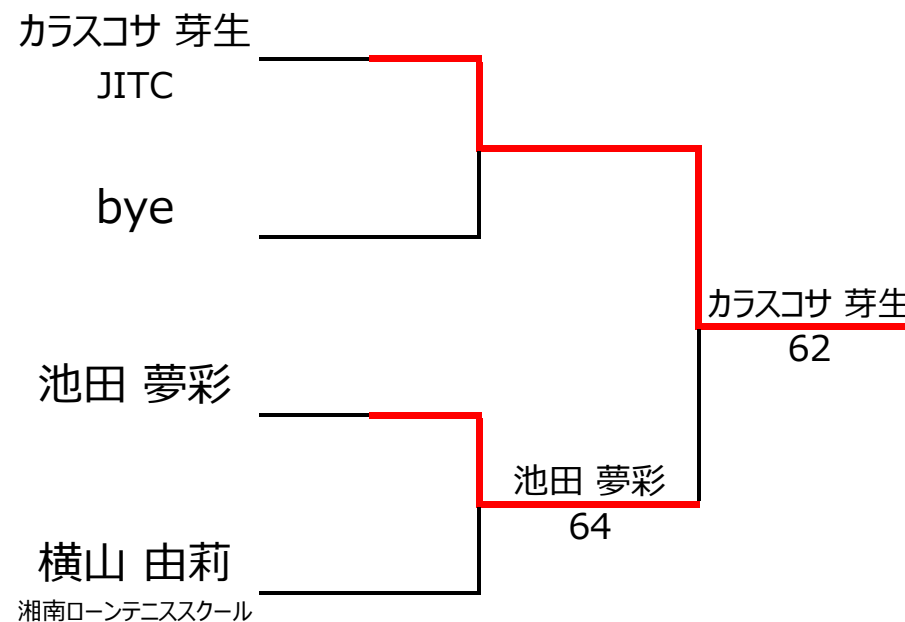 カラスコサ 芽生
JITC
bye
池田 夢彩
横山 由莉
湘南ローンテニススクール
池田 夢彩
64
カラスコサ 芽生
62